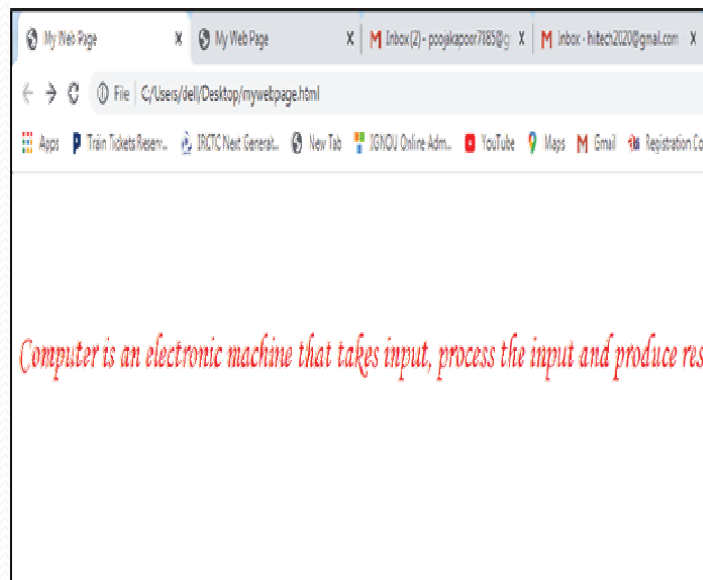 My Web Page x My Web Page x Inbox (2) - poojakapoor7185@g x Inbox - hitech2020@gmail.com x
File C:/Users/dell/Desktop/mywebpage.html
Apps Train Tickets Reserv... IRCTC Next Generat... New Tab IGNOU Online Adm... YouTube Maps Gmail Registration Co
Computer is an electronic machine that takes input, process the input and produce res